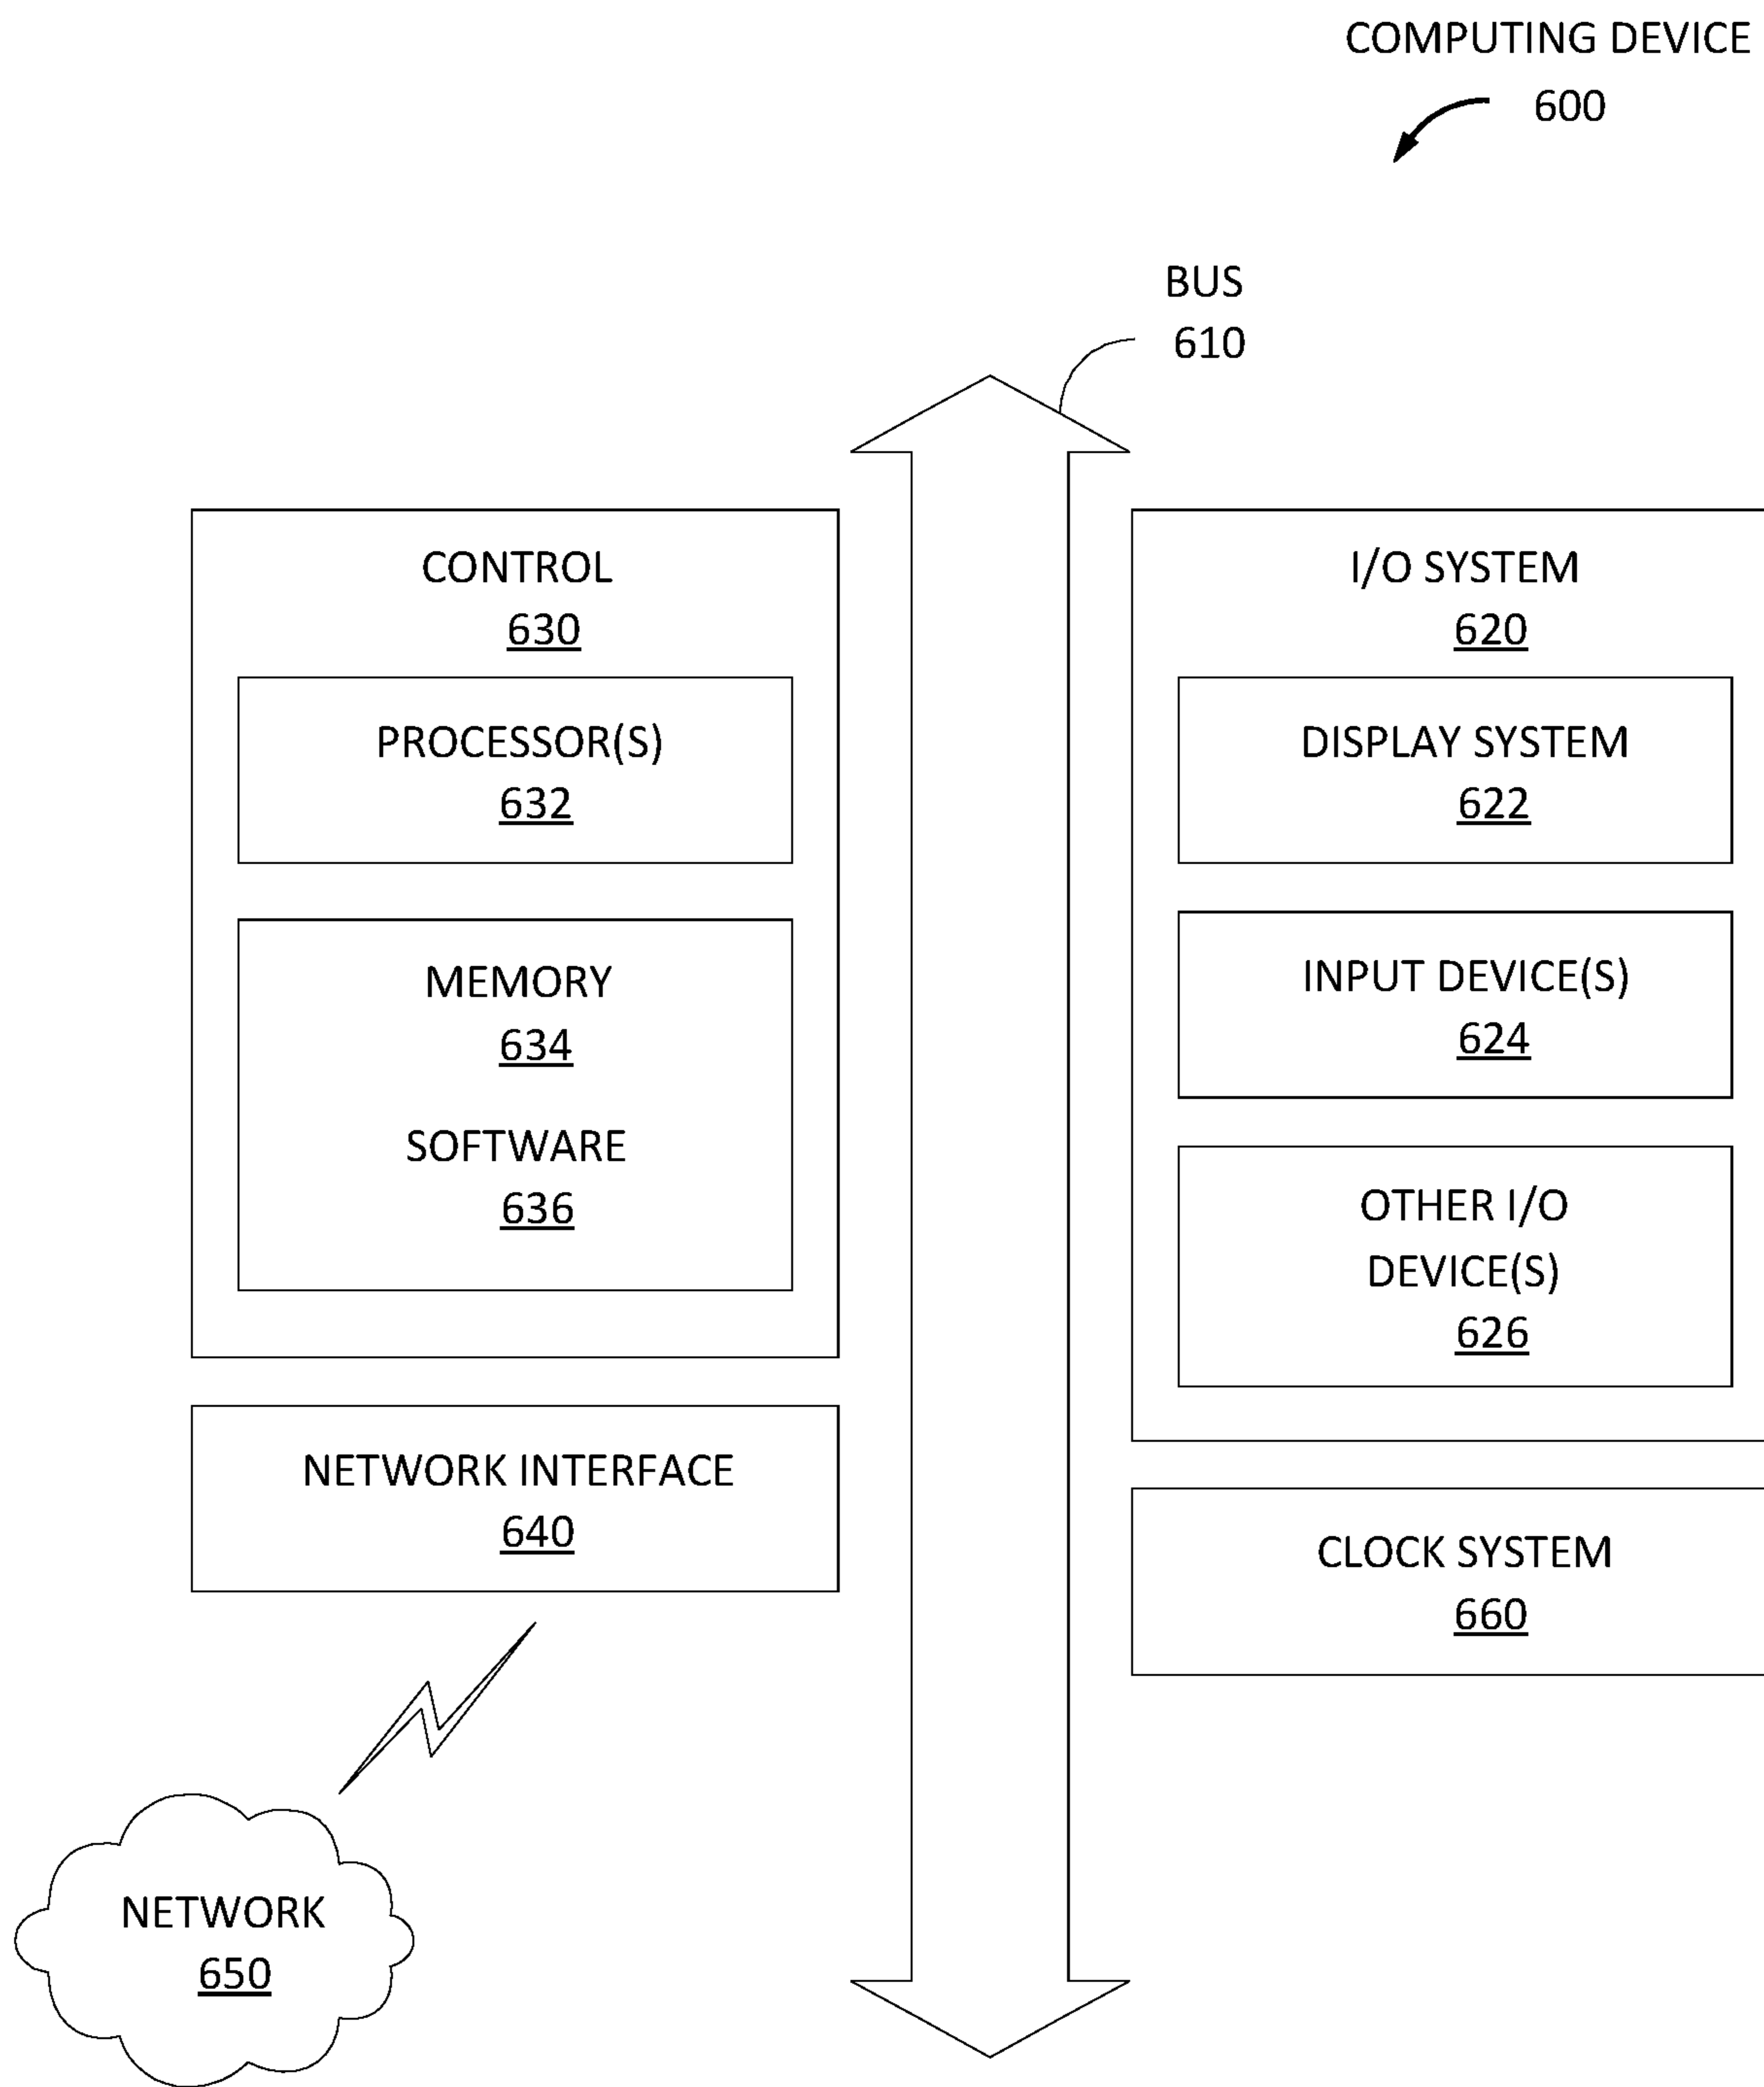 COMPUTING DEVICE
600
BUS
610
CONTROL
630
PROCESSOR(S)
632
MEMORY
634
SOFTWARE
636
NETWORK INTERFACE
640
NETWORK
650
I/O SYSTEM
620
DISPLAY SYSTEM
622
INPUT DEVICE(S)
624
OTHER I/O
DEVICE(S)
626
CLOCK SYSTEM
660